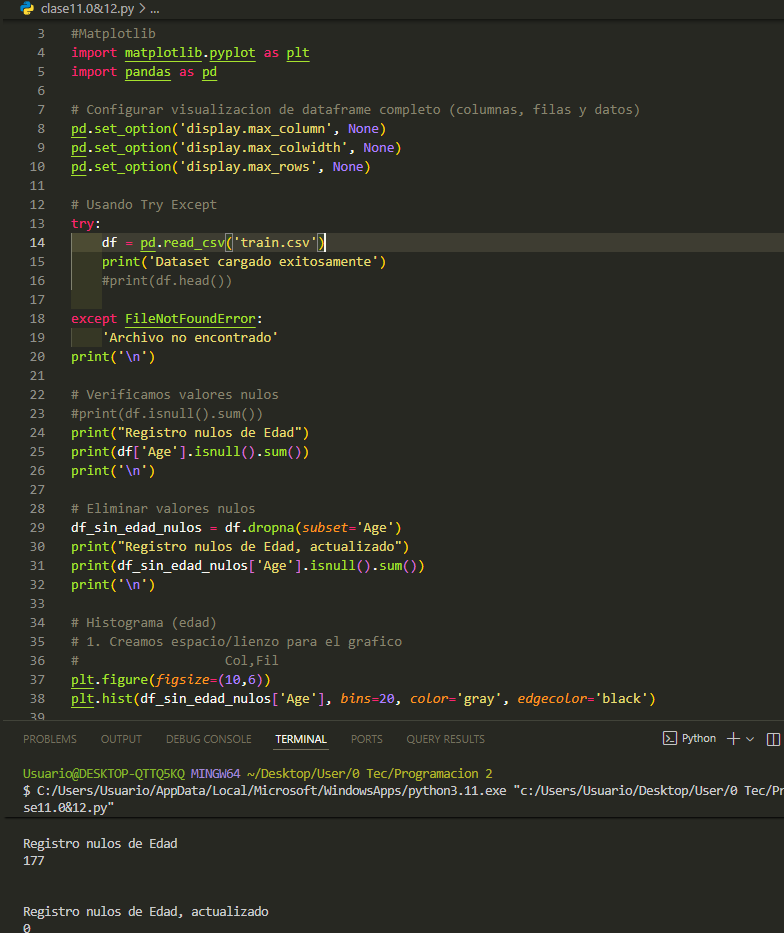 clase11.0&12.py > ...
3 #Matplotlib
4 import matplotlib.pyplot as plt
5 import pandas as pd
6
7 # Configurar visualizacion de dataframe completo (columnas, filas y datos)
8 pd.set_option('display.max_column', None)
9 pd.set_option('display.max_colwidth', None)
10 pd.set_option('display.max_rows', None)
11
12 # Usando Try Except
13 try:
14     df = pd.read_csv('train.csv')
15     print('Dataset cargado exitosamente')
16     #print(df.head())
17
18 except FileNotFoundError:
19     'Archivo no encontrado'
20 print('\n')
21
22 # Verificamos valores nulos
23 #print(df.isnull().sum())
24 print("Registro nulos de Edad")
25 print(df['Age'].isnull().sum())
26 print('\n')
27
28 # Eliminar valores nulos
29 df_sin_edad_nulos = df.dropna(subset='Age')
30 print("Registro nulos de Edad, actualizado")
31 print(df_sin_edad_nulos['Age'].isnull().sum())
32 print('\n')
33
34 # Histograma (edad)
35 # 1. Creamos espacio/lienzo para el grafico
36 #                   Col,Fil
37 plt.figure(figsize=(10,6))
38 plt.hist(df_sin_edad_nulos['Age'], bins=20, color='gray', edgecolor='black')
39
PROBLEMS OUTPUT DEBUG CONSOLE TERMINAL PORTS QUERY RESULTS Python
Usuario@DESKTOP-QTTQ5KQ MINGW64 ~/Desktop/User/0 Tec/Programacion 2
$ C:/Users/Usuario/AppData/Local/Microsoft/WindowsApps/python3.11.exe "c:/Users/Usuario/Desktop/User/0 Tec/Pr
se11.0&12.py"
Registro nulos de Edad
177
Registro nulos de Edad, actualizado
0